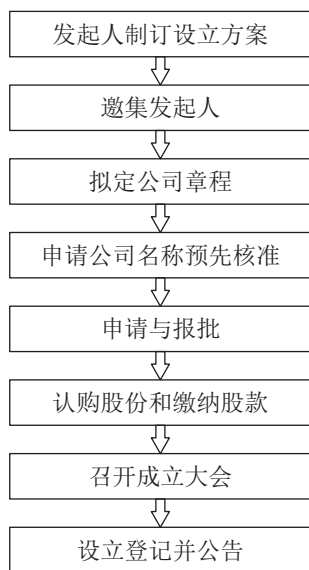 发起人制订设立方案
邀集发起人
拟定公司章程
申请公司名称预先核准
申请与报批
认购股份和缴纳股款
召开成立大会
设立登记并公告